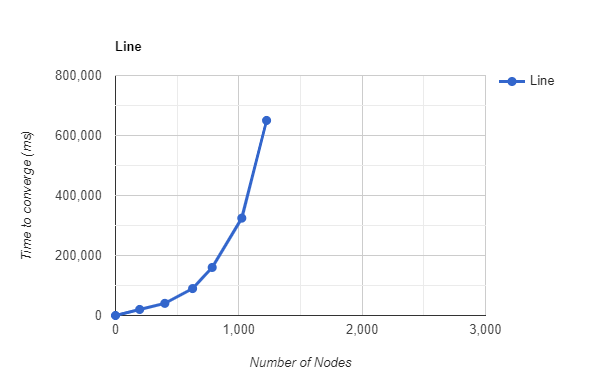 Line
800,000
600,000
400,000
200,000
0
Time to converge (ms)
0 1,000 2,000 3,000
Number of Nodes
Line